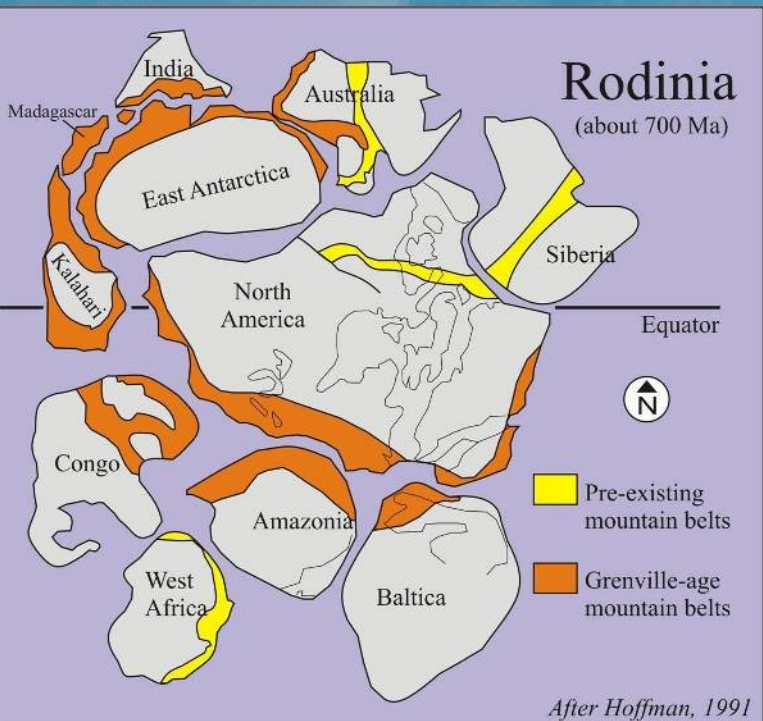 Rodinia
(about 700 Ma)
India
Australia
Madagascar
East Antarctica
Siberia
Kalahari
North
America
Equator
N
Congo
Amazonia
Baltica
West
Africa
Pre-existing
mountain belts
Grenville-age
mountain belts
After Hoffman, 1991